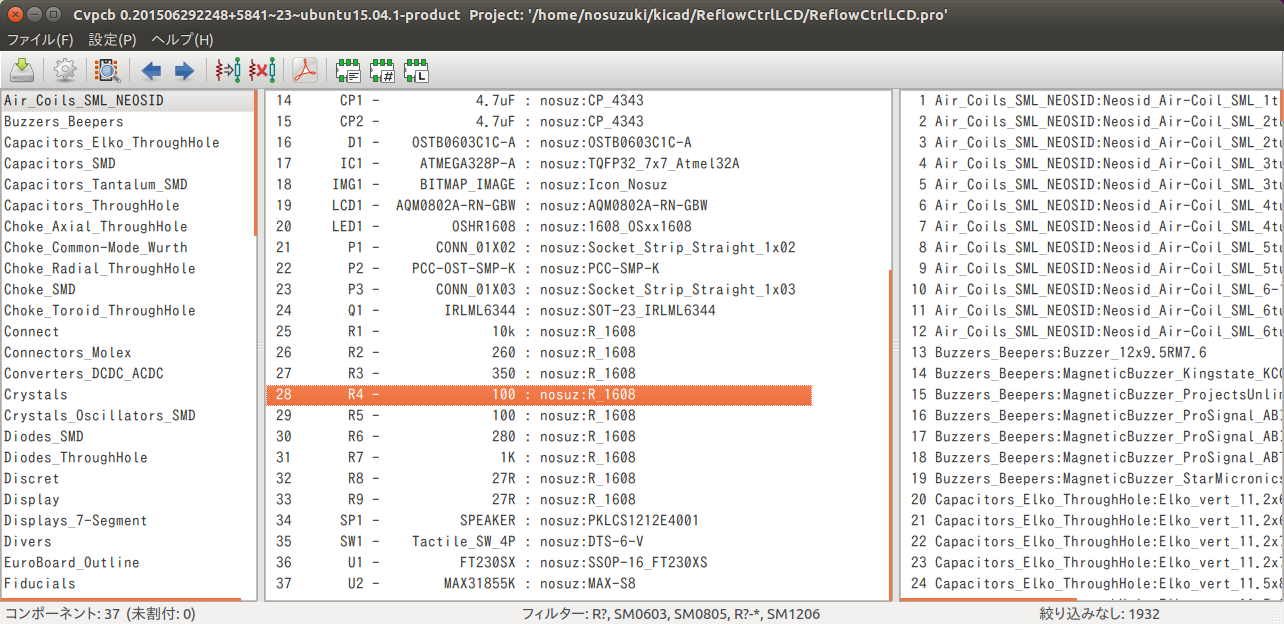 Cvpcb 0.201506292248+5841~23~ubuntu15.04.1-product Project: '/home/nosuzuki/kicad/ReflowCtrlLCD/ReflowCtrlLCD.pro'
ファイル(F) 設定(P) ヘルプ(H)
Air_Coils_SML_NEOSID
Buzzers_Beepers
Capacitors_Elko_ThroughHole
Capacitors_SMD
Capacitors_Tantalum_SMD
Capacitors_ThroughHole
Choke_Axial_ThroughHole
Choke_Common-Mode_Wurth
Choke_Radial_ThroughHole
Choke_SMD
Choke_Toroid_ThroughHole
Connect
Connectors_Molex
Converters_DCDC_ACDC
Crystals
Crystals_Oscillators_SMD
Diodes_SMD
Diodes_ThroughHole
Discret
Display
Displays_7-Segment
Divers
EuroBoard_Outline
Fiducials
14 CP1 - 4.7uF : nosuz:CP_4343
15 CP2 - 4.7uF : nosuz:CP_4343
16 D1 - OSTB0603C1C-A : nosuz:OSTB0603C1C-A
17 IC1 - ATMEGA328P-A : nosuz:TQFP32_7x7_Atmel32A
18 IMG1 - BITMAP_IMAGE : nosuz:Icon_Nosuz
19 LCD1 - AQM0802A-RN-GBW : nosuz:AQM0802A-RN-GBW
20 LED1 - OSHR1608 : nosuz:1608_OSxx1608
21 P1 - CONN_01X02 : nosuz:Socket_Strip_Straight_1x02
22 P2 - PCC-OST-SMP-K : nosuz:PCC-SMP-K
23 P3 - CONN_01X03 : nosuz:Socket_Strip_Straight_1x03
24 Q1 - IRLML6344 : nosuz:SOT-23_IRLML6344
25 R1 - 10k : nosuz:R_1608
26 R2 - 260 : nosuz:R_1608
27 R3 - 350 : nosuz:R_1608
28 R4 - 100 : nosuz:R_1608
29 R5 - 100 : nosuz:R_1608
30 R6 - 280 : nosuz:R_1608
31 R7 - 1K : nosuz:R_1608
32 R8 - 27R : nosuz:R_1608
33 R9 - 27R : nosuz:R_1608
34 SP1 - SPEAKER : nosuz:PKLCS1212E4001
35 SW1 - Tactile_SW_4P : nosuz:DTS-6-V
36 U1 - FT230SX : nosuz:SSOP-16_FT230XS
37 U2 - MAX31855K : nosuz:MAX-S8
1 Air_Coils_SML_NEOSID:Neosid_Air-Coil_SML_1t
2 Air_Coils_SML_NEOSID:Neosid_Air-Coil_SML_2t
3 Air_Coils_SML_NEOSID:Neosid_Air-Coil_SML_2tu
4 Air_Coils_SML_NEOSID:Neosid_Air-Coil_SML_3tu
5 Air_Coils_SML_NEOSID:Neosid_Air-Coil_SML_3tu
6 Air_Coils_SML_NEOSID:Neosid_Air-Coil_SML_4tu
7 Air_Coils_SML_NEOSID:Neosid_Air-Coil_SML_4tu
8 Air_Coils_SML_NEOSID:Neosid_Air-Coil_SML_5tu
9 Air_Coils_SML_NEOSID:Neosid_Air-Coil_SML_5tu
10 Air_Coils_SML_NEOSID:Neosid_Air-Coil_SML_6-
11 Air_Coils_SML_NEOSID:Neosid_Air-Coil_SML_6tu
12 Air_Coils_SML_NEOSID:Neosid_Air-Coil_SML_6tu
13 Buzzers_Beepers:Buzzer_12x9.5RM7.6
14 Buzzers_Beepers:MagneticBuzzer_Kingstate_KC
15 Buzzers_Beepers:MagneticBuzzer_ProjectsUnli
16 Buzzers_Beepers:MagneticBuzzer_ProSignal_AB
17 Buzzers_Beepers:MagneticBuzzer_ProSignal_AB
18 Buzzers_Beepers:MagneticBuzzer_ProSignal_AB
19 Buzzers_Beepers:MagneticBuzzer_StarMicronics
20 Capacitors_Elko_ThroughHole:Elko_vert_11.2x
21 Capacitors_Elko_ThroughHole:Elko_vert_11.2x
22 Capacitors_Elko_ThroughHole:Elko_vert_11.2x
23 Capacitors_Elko_ThroughHole:Elko_vert_11.2x
24 Capacitors_Elko_ThroughHole:Elko_vert_11.5x
コンポーネント: 37 (未割付: 0)
フィルター: R?, SM0603, SM0805, R?-*, SM1206
絞り込みなし: 1932